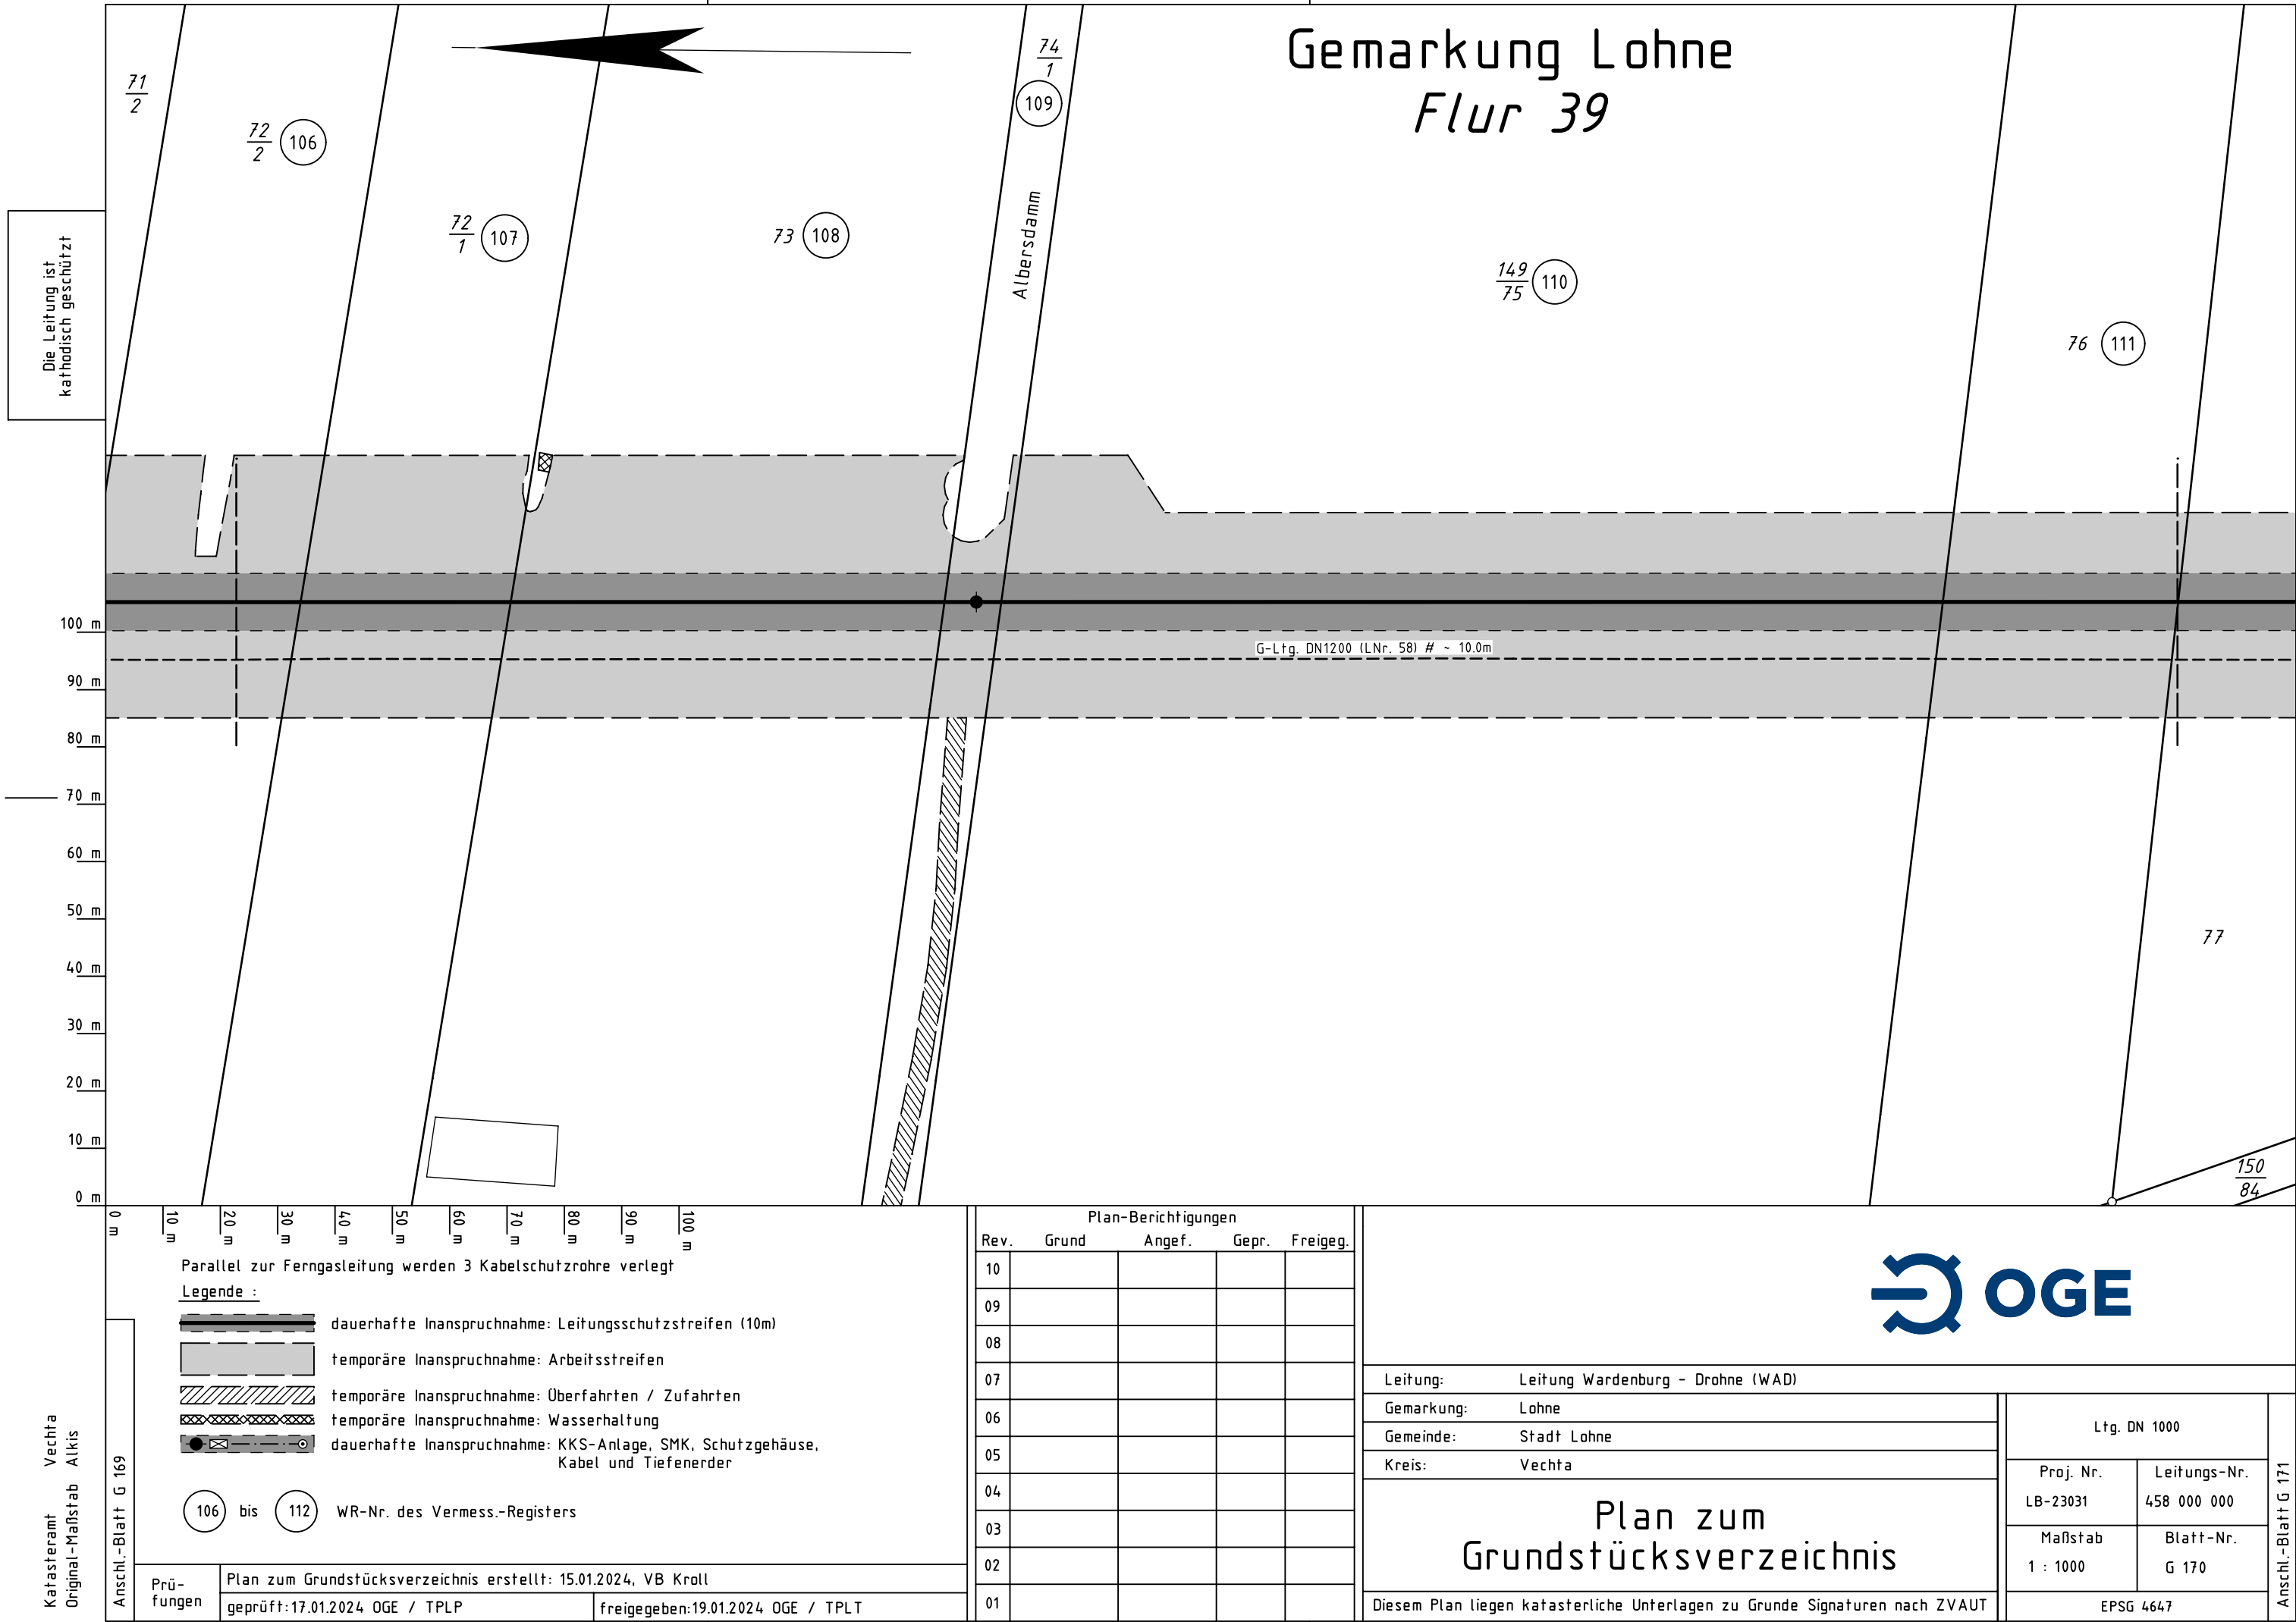 Gemarkung Lohne
Flur 39
71
2
72
2
106
72
1
107
73
108
74
1
109
Albersdamm
149
75
110
76
111
77
150
84
Die Leitung ist
kathodisch geschützt
G-Ltg. DN1200 (LNr. 58) # ~ 10.0m
100 m
90 m
80 m
70 m
60 m
50 m
40 m
30 m
20 m
10 m
0 m
0 m
10 m
20 m
30 m
40 m
50 m
60 m
70 m
80 m
90 m
100 m
Parallel zur Ferngasleitung werden 3 Kabelschutzrohre verlegt
Legende :
dauerhafte Inanspruchnahme: Leitungsschutzstreifen (10m)
temporäre Inanspruchnahme: Arbeitsstreifen
temporäre Inanspruchnahme: Überfahrten / Zufahrten
temporäre Inanspruchnahme: Wasserhaltung
dauerhafte Inanspruchnahme: KKS-Anlage, SMK, Schutzgehäuse,
Kabel und Tiefenerder
106 bis 112 WR-Nr. des Vermess.-Registers
Katasteramt Vechta
Original-Maßstab Alkis
Anschl.-Blatt G 169
Prü-
fungen
Plan zum Grundstücksverzeichnis erstellt: 15.01.2024, VB Kroll
geprüft:17.01.2024 OGE / TPLP
freigegeben:19.01.2024 OGE / TPLT
Plan-Berichtigungen
Rev. Grund Angef. Gepr. Freigeg.
10
09
08
07
06
05
04
03
02
01
OGE
Leitung: Leitung Wardenburg - Drohne (WAD)
Gemarkung: Lohne
Gemeinde: Stadt Lohne
Kreis: Vechta
Plan zum
Grundstücksverzeichnis
Diesem Plan liegen katasterliche Unterlagen zu Grunde Signaturen nach ZVAUT
Ltg. DN 1000
Proj. Nr.
LB-23031
Leitungs-Nr.
458 000 000
Maßstab
1 : 1000
Blatt-Nr.
G 170
EPSG 4647
Anschl.-Blatt G 171